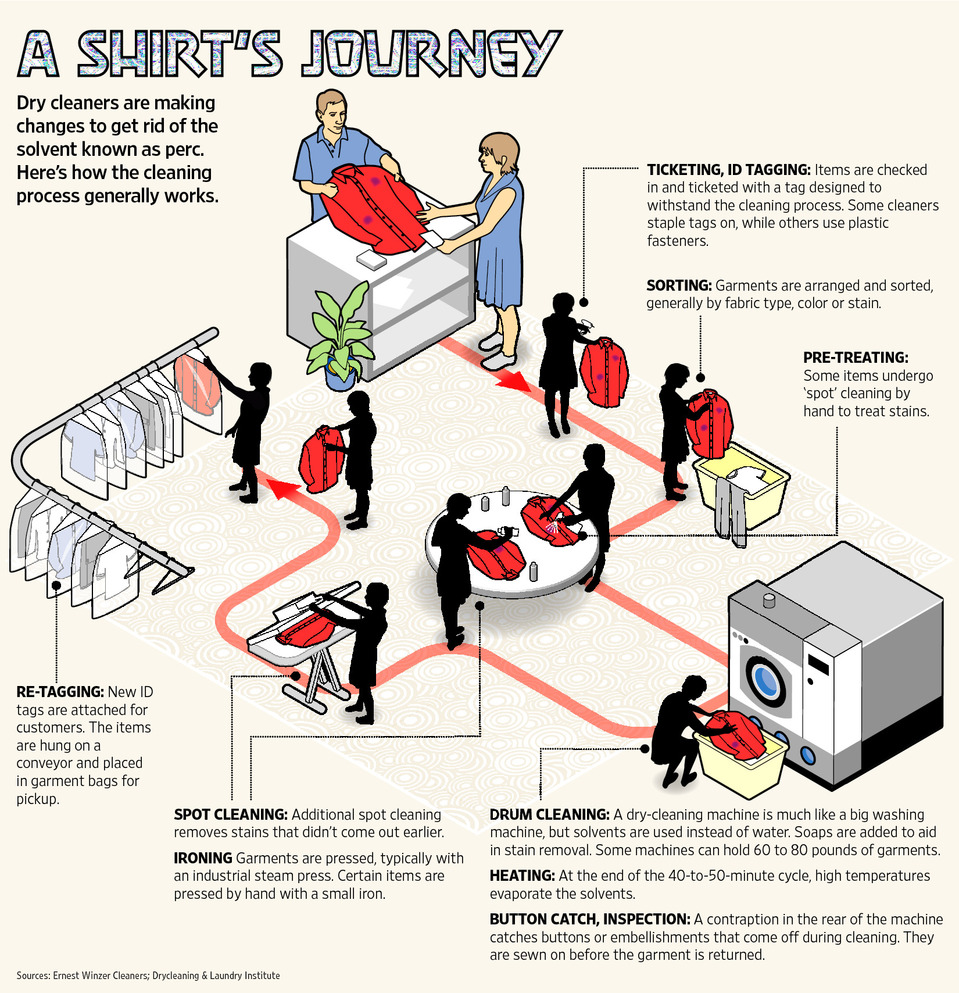 A SHIRT'S JOURNEY
Dry cleaners are making
changes to get rid of the
solvent known as perc.
Here's how the cleaning
process generally works.
TICKETING, ID TAGGING: Items are checked
in and ticketed with a tag designed to
withstand the cleaning process. Some cleaners
staple tags on, while others use plastic
fasteners.
SORTING: Garments are arranged and sorted,
generally by fabric type, color or stain.
PRE-TREATING:
Some items undergo
'spot' cleaning by
hand to treat stains.
RE-TAGGING: New ID
tags are attached for
customers. The items
are hung on a
conveyor and placed
in garment bags for
pickup.
SPOT CLEANING: Additional spot cleaning
removes stains that didn't come out earlier.
IRONING Garments are pressed, typically with
an industrial steam press. Certain items are
pressed by hand with a small iron.
DRUM CLEANING: A dry-cleaning machine is much like a big washing
machine, but solvents are used instead of water. Soaps are added to aid
in stain removal. Some machines can hold 60 to 80 pounds of garments.
HEATING: At the end of the 40-to-50-minute cycle, high temperatures
evaporate the solvents.
BUTTON CATCH, INSPECTION: A contraption in the rear of the machine
catches buttons or embellishments that come off during cleaning. They
are sewn on before the garment is returned.
Sources: Ernest Winzer Cleaners; Drycleaning & Laundry Institute